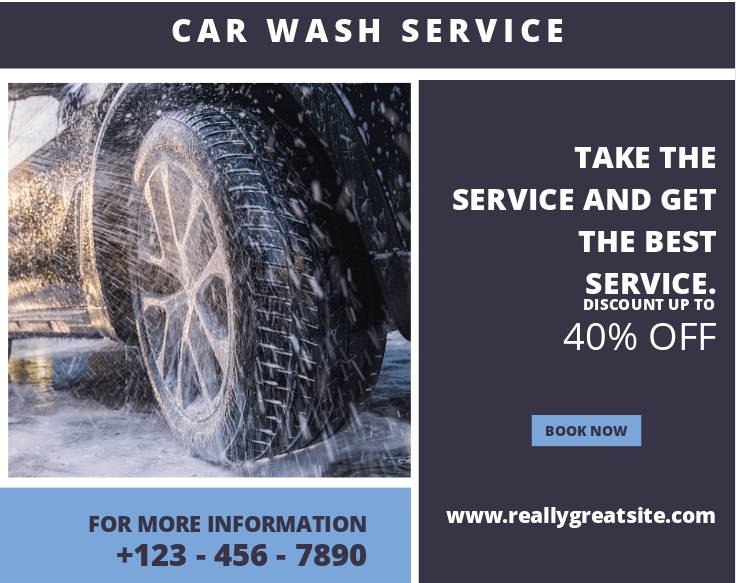 CAR WASH SERVICE
TAKE THE
SERVICE AND GET
THE BEST
SERVICE.
DISCOUNT UP TO
40% OFF
BOOK NOW
www.reallygreatsite.com
FOR MORE INFORMATION
+123 - 456 - 7890